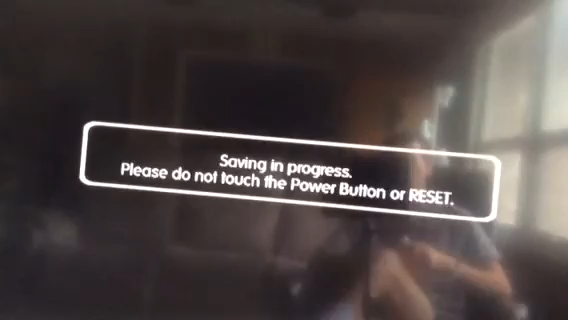 Saving in progress.
Please do not touch the Power Button or RESET.